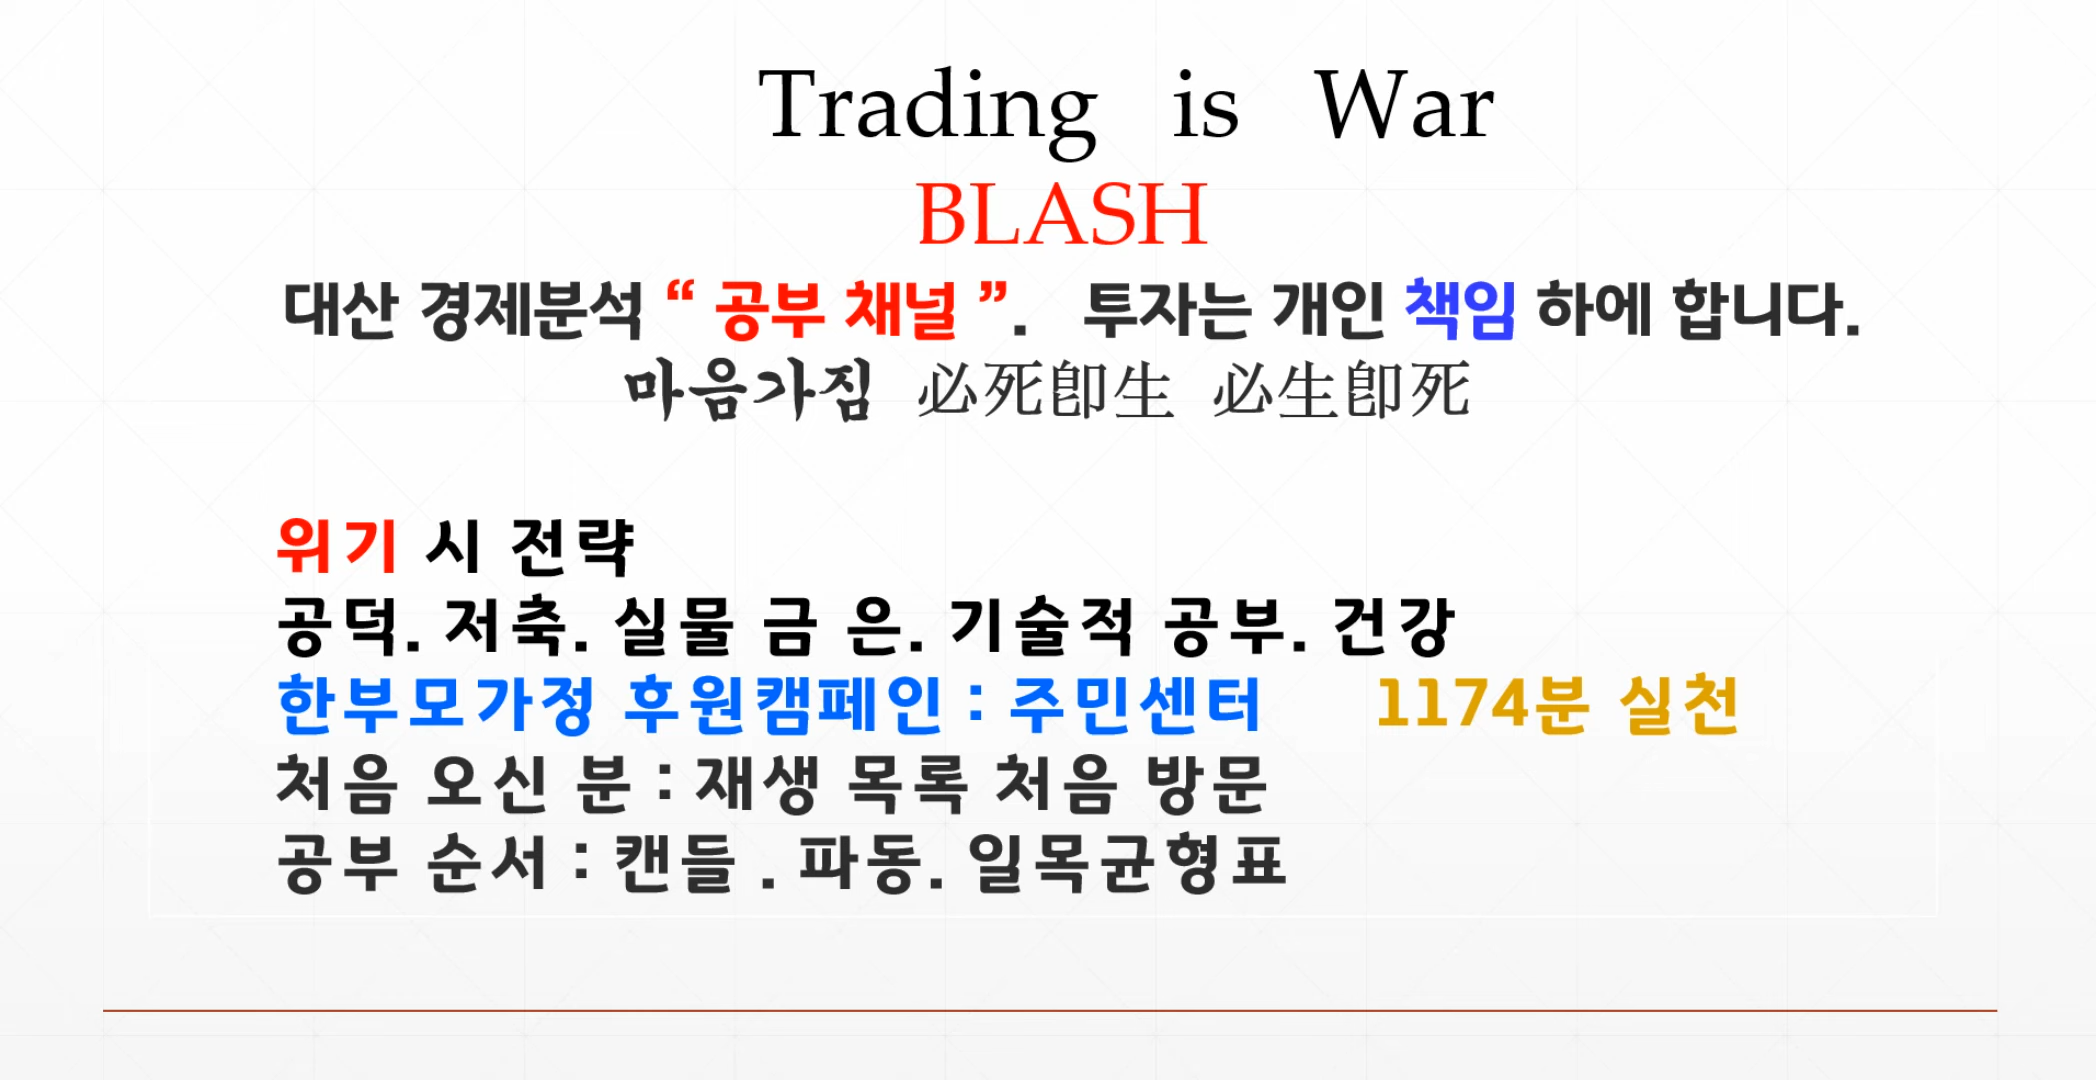 Trading is War
BLASH
대산 경제분석 “ 공부 채널 ”. 투자는 개인 책임 하에 합니다.
마음가짐 必死卽生 必生卽死
위기 시 전략
공덕. 저축. 실물 금 은. 기술적 공부. 건강
한부모가정 후원캠페인 : 주민센터 1174분 실천
처음 오신 분 : 재생 목록 처음 방문
공부 순서 : 캔들 . 파동. 일목균형표